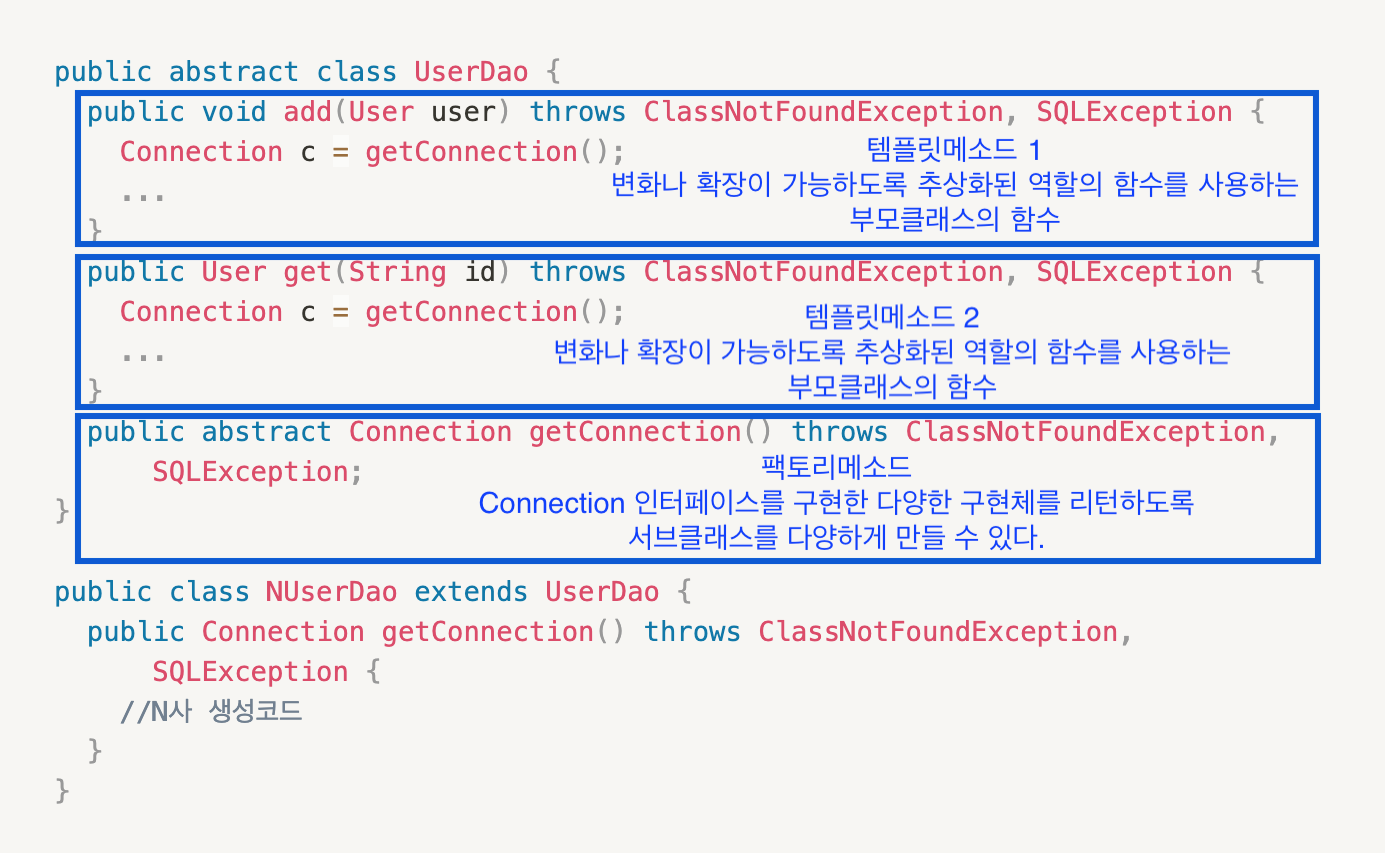 public abstract class UserDao {
public void add(User user) throws ClassNotFoundException, SQLException {
Connection c = getConnection();
템플릿메소드 1
...
변화나 확장이 가능하도록 추상화된 역할의 함수를 사용하는
부모클래스의 함수
}
public User get(String id) throws ClassNotFoundException, SQLException {
Connection c = getConnection();
템플릿메소드 2
...
변화나 확장이 가능하도록 추상화된 역할의 함수를 사용하는
부모클래스의 함수
}
public abstract Connection getConnection() throws ClassNotFoundException,
SQLException;
팩토리메소드
Connection 인터페이스를 구현한 다양한 구현체를 리턴하도록
서브클래스를 다양하게 만들 수 있다.
}
public class NUserDao extends UserDao {
public Connection getConnection() throws ClassNotFoundException,
SQLException {
//N사 생성코드
}
}